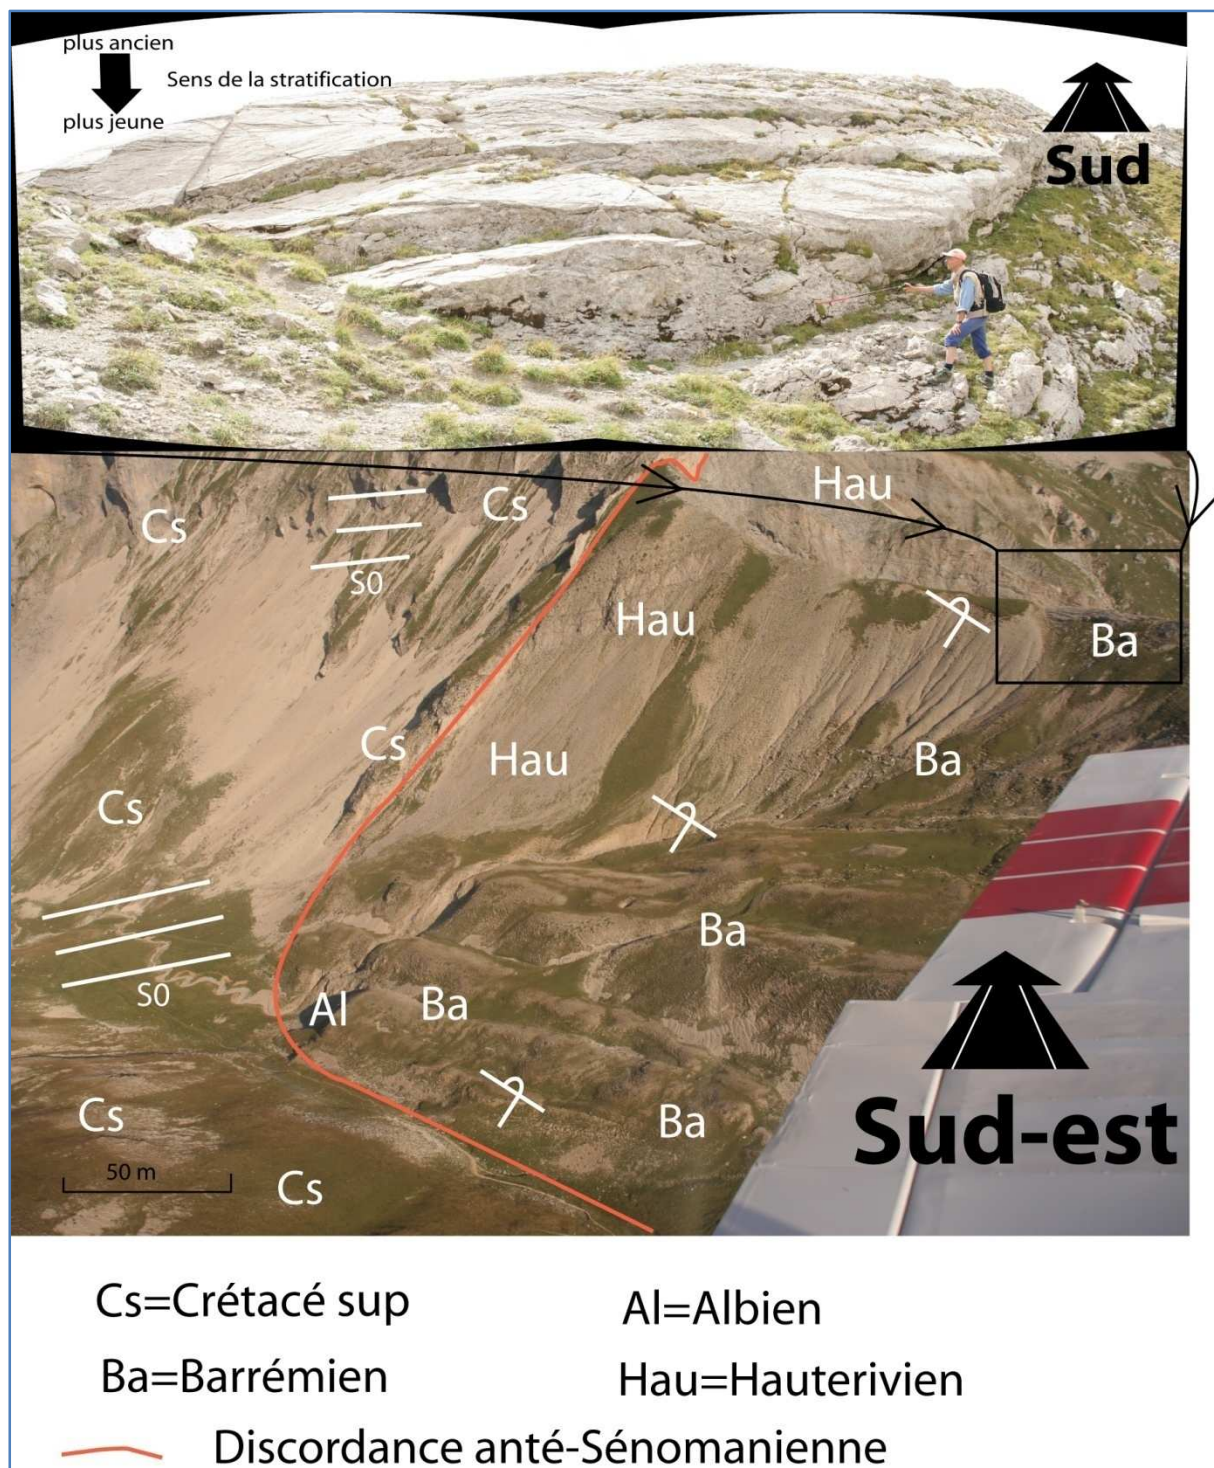 plus ancien
Sens de la stratification
plus jeune
Sud
Hau
Cs
Cs
S0
Hau
Ba
Cs
Hau
Ba
Cs
Ba
S0
Al
Ba
Cs
Ba
Sud-est
50 m
Cs
Cs=Crétacé sup
Al=Albien
Ba=Barrémien
Hau=Hauterivien
Discordance anté-Sénomanienne